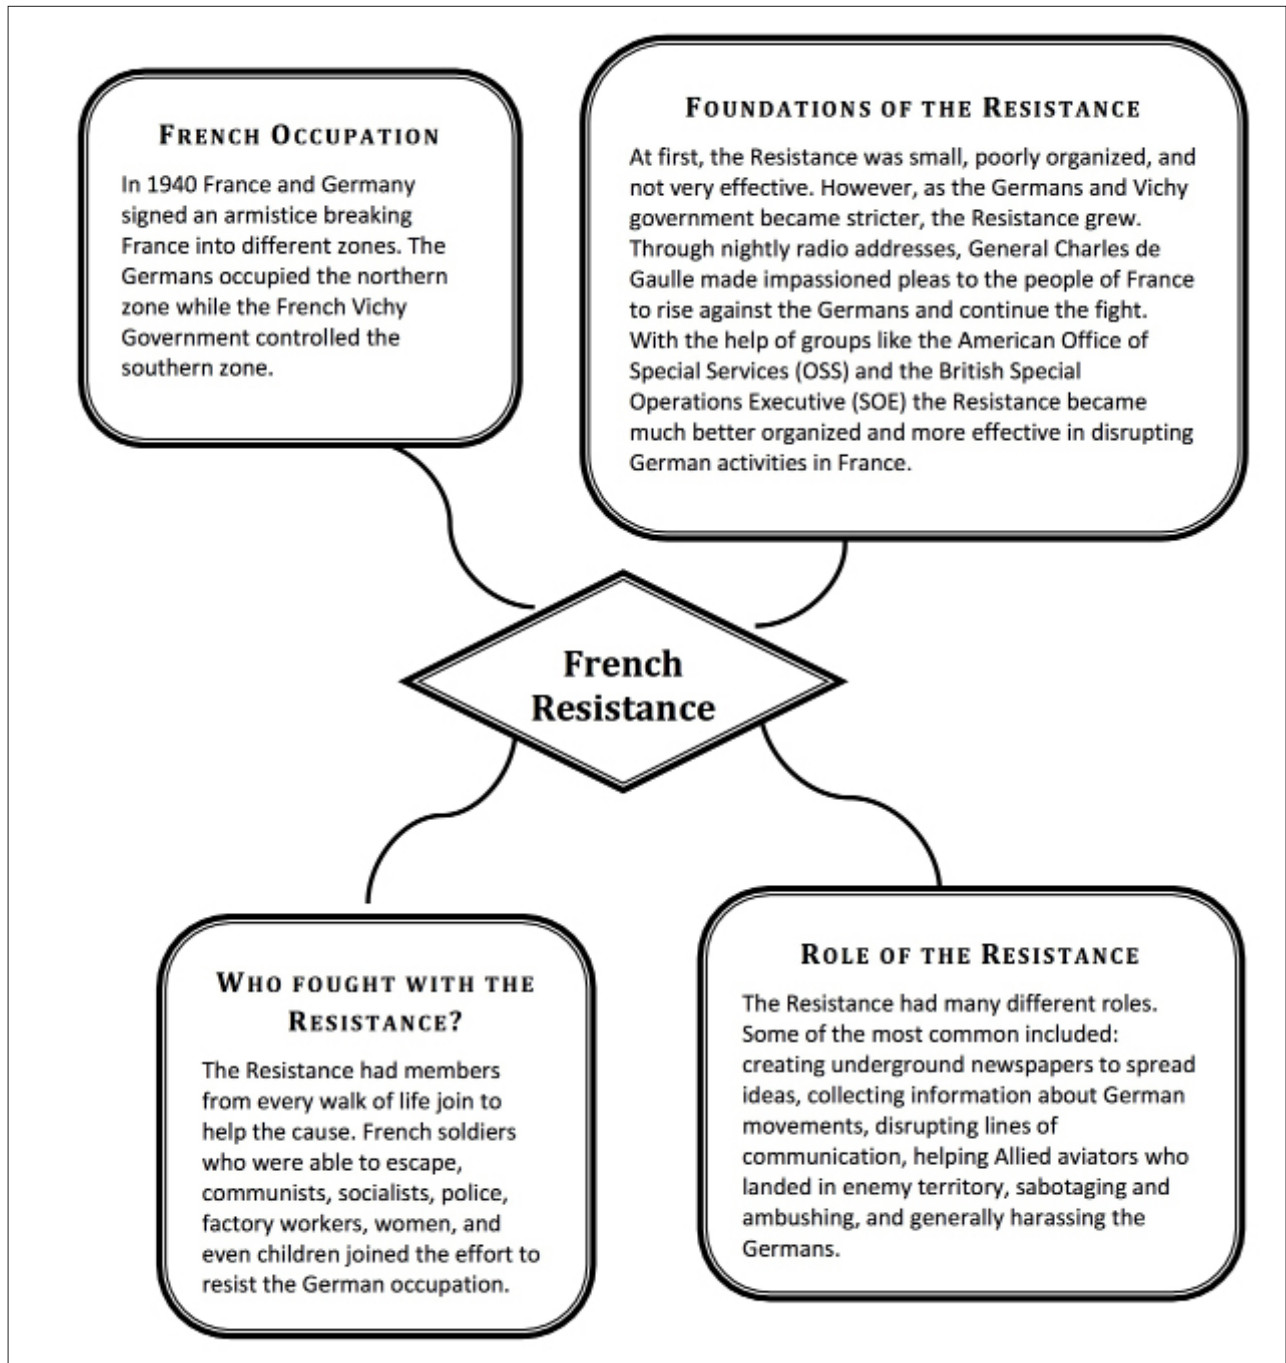 FRENCH OCCUPATION
In 1940 France and Germany
signed an armistice breaking
France into different zones. The
Germans occupied the northern
zone while the French Vichy
Government controlled the
southern zone.
FOUNDATIONS OF THE RESISTANCE
At first, the Resistance was small, poorly organized, and
not very effective. However, as the Germans and Vichy
government became stricter, the Resistance grew.
Through nightly radio addresses, General Charles de
Gaulle made impassioned pleas to the people of France
to rise against the Germans and continue the fight.
With the help of groups like the American Office of
Special Services (OSS) and the British Special
Operations Executive (SOE) the Resistance became
much better organized and more effective in disrupting
German activities in France.
French
Resistance
WHO FOUGHT WITH THE
RESISTANCE?
The Resistance had members
from every walk of life join to
help the cause. French soldiers
who were able to escape,
communists, socialists, police,
factory workers, women, and
even children joined the effort to
resist the German occupation.
ROLE OF THE RESISTANCE
The Resistance had many different roles.
Some of the most common included:
creating underground newspapers to spread
ideas, collecting information about German
movements, disrupting lines of
communication, helping Allied aviators who
landed in enemy territory, sabotaging and
ambushing, and generally harassing the
Germans.